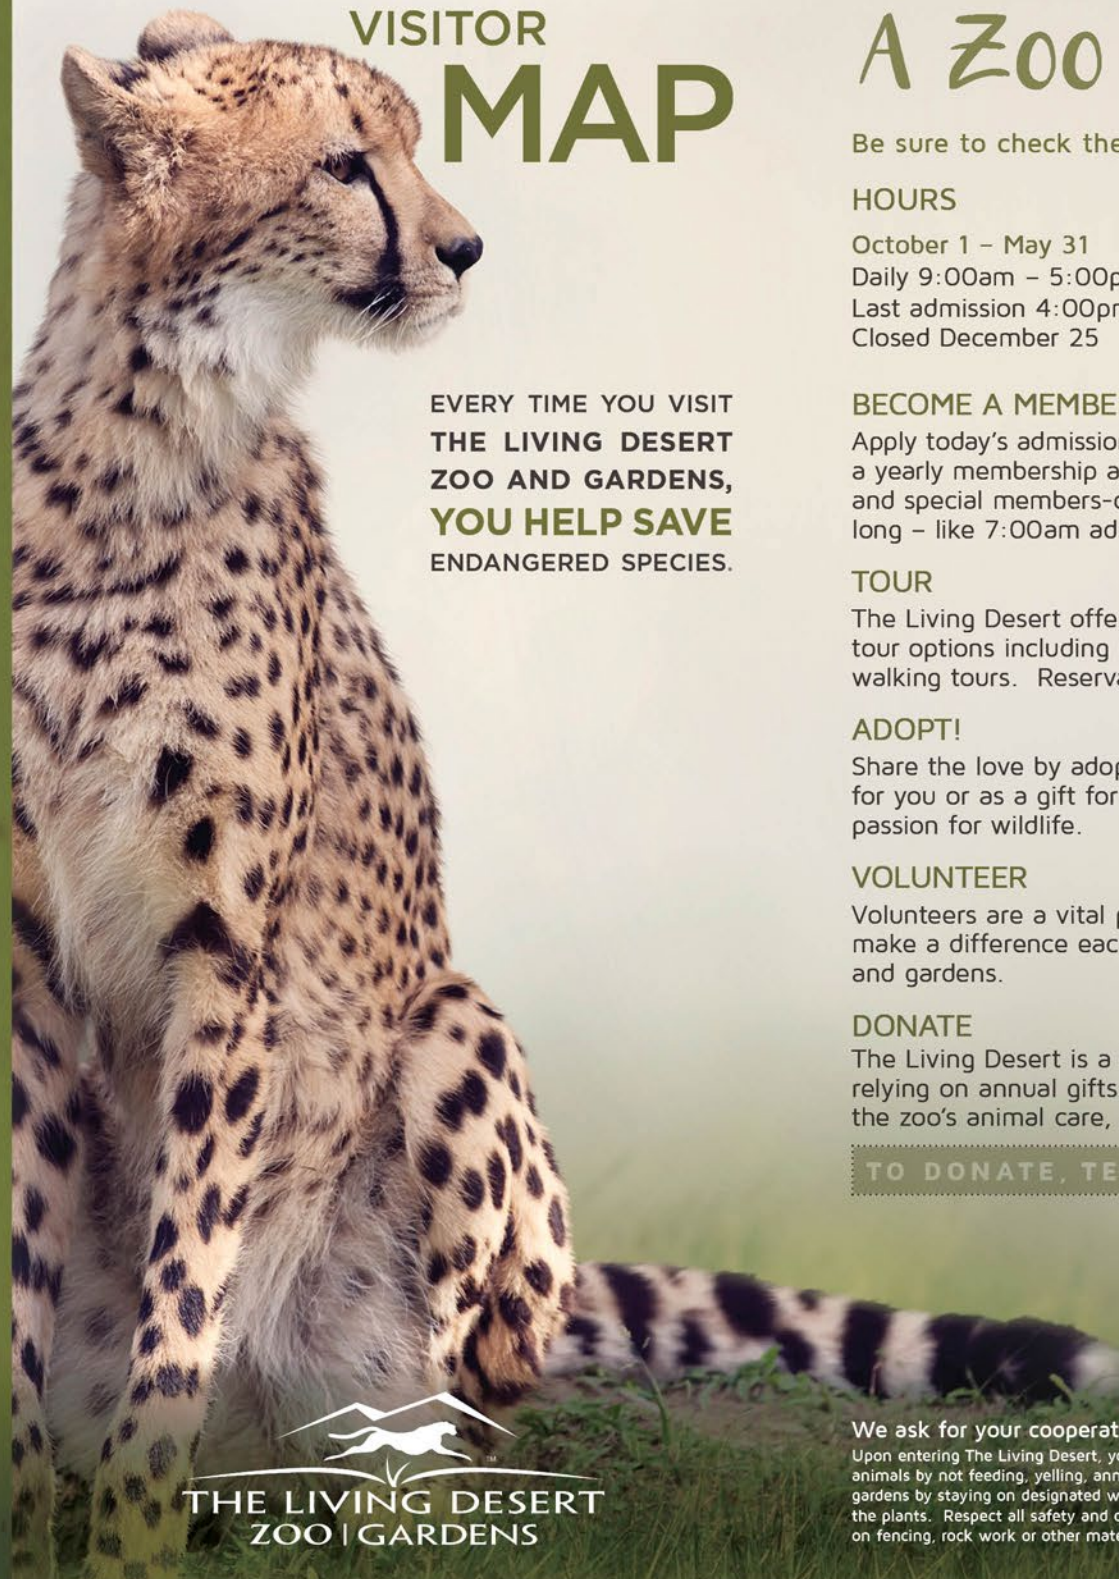 VISITOR
MAP
EVERY TIME YOU VISIT
THE LIVING DESERT
ZOO AND GARDENS,
YOU HELP SAVE
ENDANGERED SPECIES.
THE LIVING DESERT
ZOO | GARDENS
A Zoo
Be sure to check the
HOURS
October 1 – May 31
Daily 9:00am – 5:00p
Last admission 4:00pm
Closed December 25
BECOME A MEMBE
Apply today's admissio
a yearly membership a
and special members-
long – like 7:00am ad
TOUR
The Living Desert offe
tour options including
walking tours. Reserva
ADOPT!
Share the love by adop
for you or as a gift for
passion for wildlife.
VOLUNTEER
Volunteers are a vital
make a difference eac
and gardens.
DONATE
The Living Desert is a
relying on annual gifts
the zoo's animal care,
TO DONATE, TE
We ask for your cooperat
Upon entering The Living Desert, yo
animals by not feeding, yelling, ann
gardens by staying on designated w
the plants. Respect all safety and
on fencing, rock work or other mate